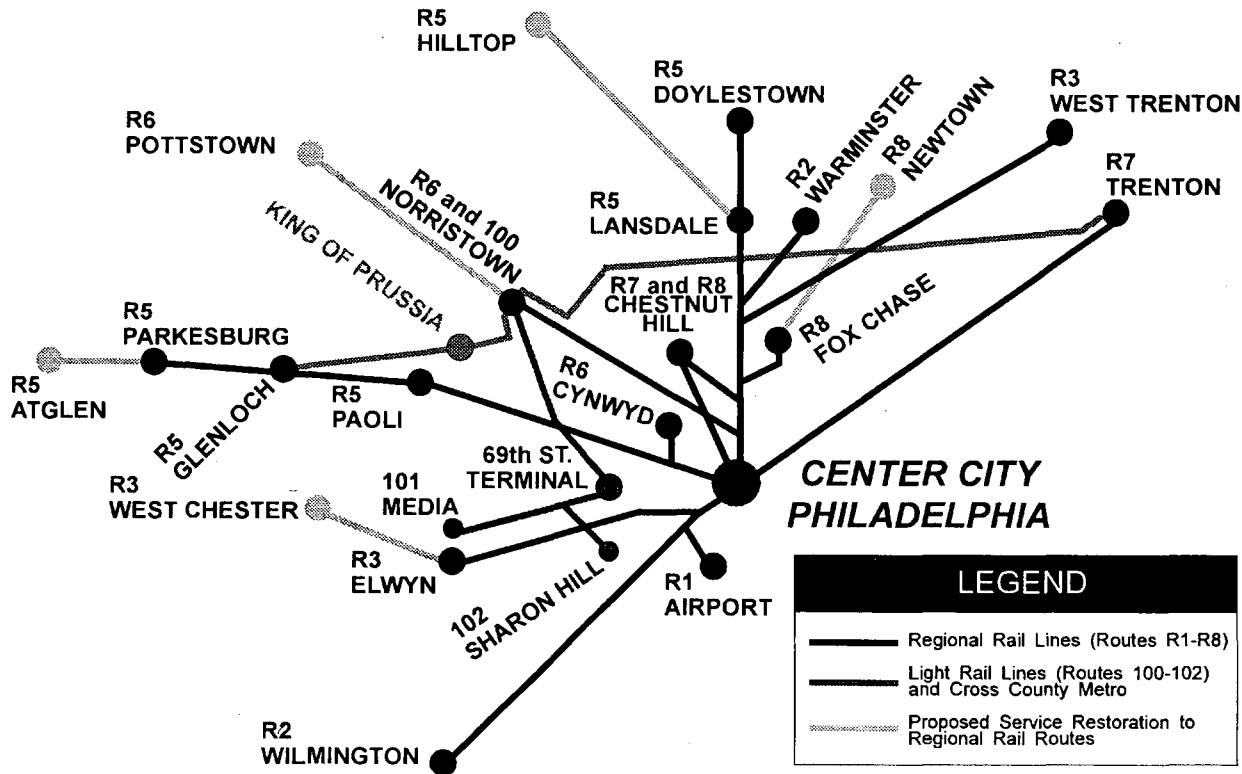 R5
HILLTOP
R5
DOYLESTOWN
R3
WEST TRENTON
R6
POTTSTOWN
R2
WARMINSTER
R8
NEWTOWN
R7
TRENTON
R6 and 100
NORRISTOWN
KING OF PRUSSIA
R5
LANSDALE
R7 and R8
CHESTNUT
HILL
R8
FOX CHASE
R5
PARKESBURG
R5
ATGLEN
R5
GLENLOCH
R5
PAOLI
R6
CYNWYD
69th ST.
TERMINAL
CENTER CITY
PHILADELPHIA
R3
WEST CHESTER
101
MEDIA
R3
ELWYN
102
SHARON HILL
R1
AIRPORT
R2
WILMINGTON
LEGEND
Regional Rail Lines (Routes R1-R8)
Light Rail Lines (Routes 100-102)
and Cross County Metro
Proposed Service Restoration to
Regional Rail Routes